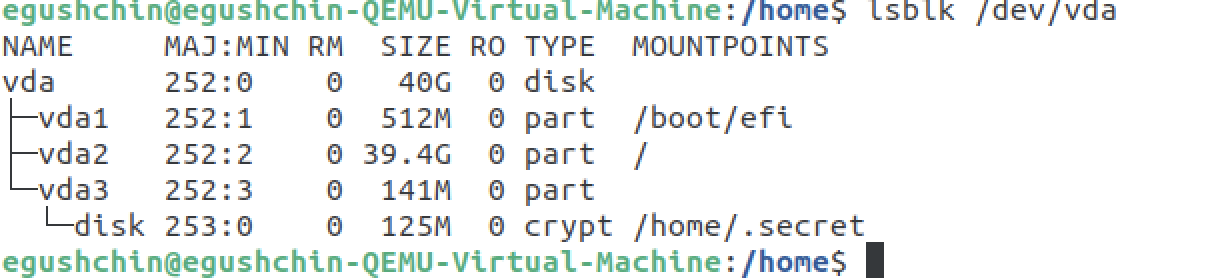 egushchin@egushchin-QEMU-Virtual-Machine:/home$ lsblk /dev/vda
NAME     MAJ:MIN RM  SIZE RO TYPE  MOUNTPOINTS
vda      252:0    0   40G  0 disk
├─vda1   252:1    0  512M  0 part  /boot/efi
├─vda2   252:2    0 39.4G  0 part  /
└─vda3   252:3    0  141M  0 part
  └─disk 253:0    0  125M  0 crypt /home/.secret
egushchin@egushchin-QEMU-Virtual-Machine:/home$